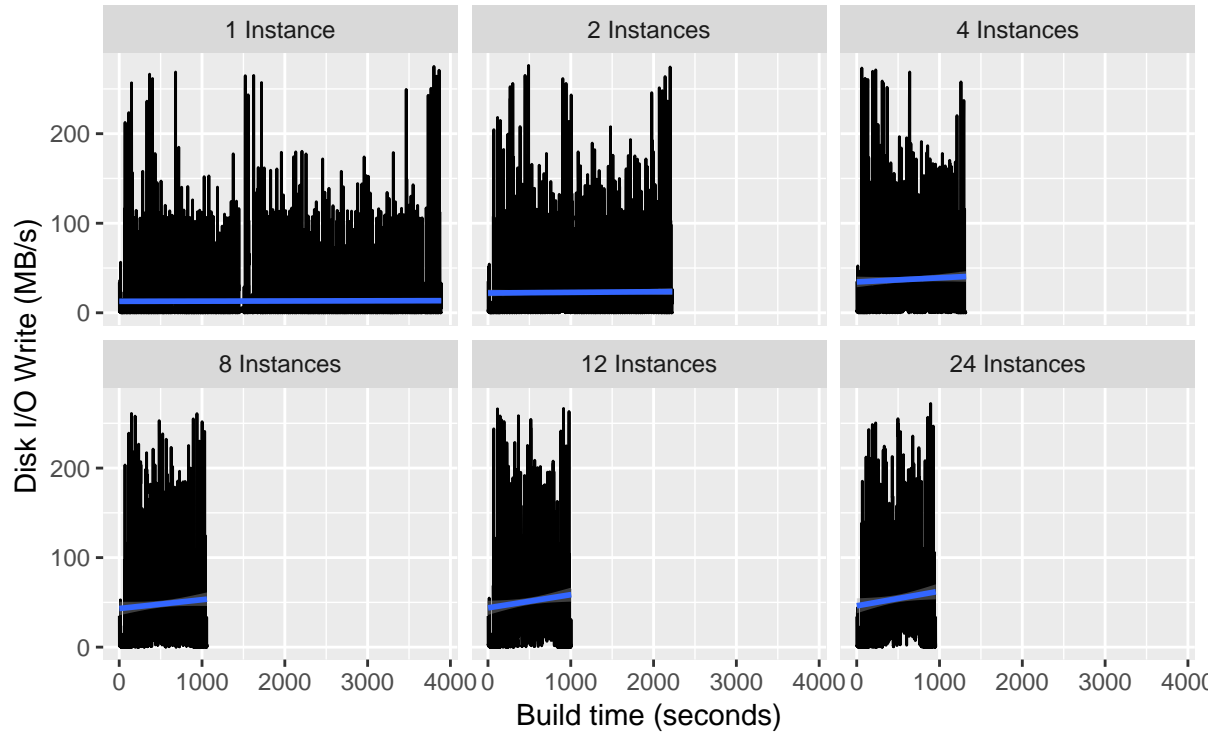 1 Instance
2 Instances
4 Instances
Disk I/O Write (MB/s)
200
100
0
8 Instances
12 Instances
24 Instances
200
100
0
0 1000 2000 3000 4000
0 1000 2000 3000 4000
0 1000 2000 3000 4000
Build time (seconds)